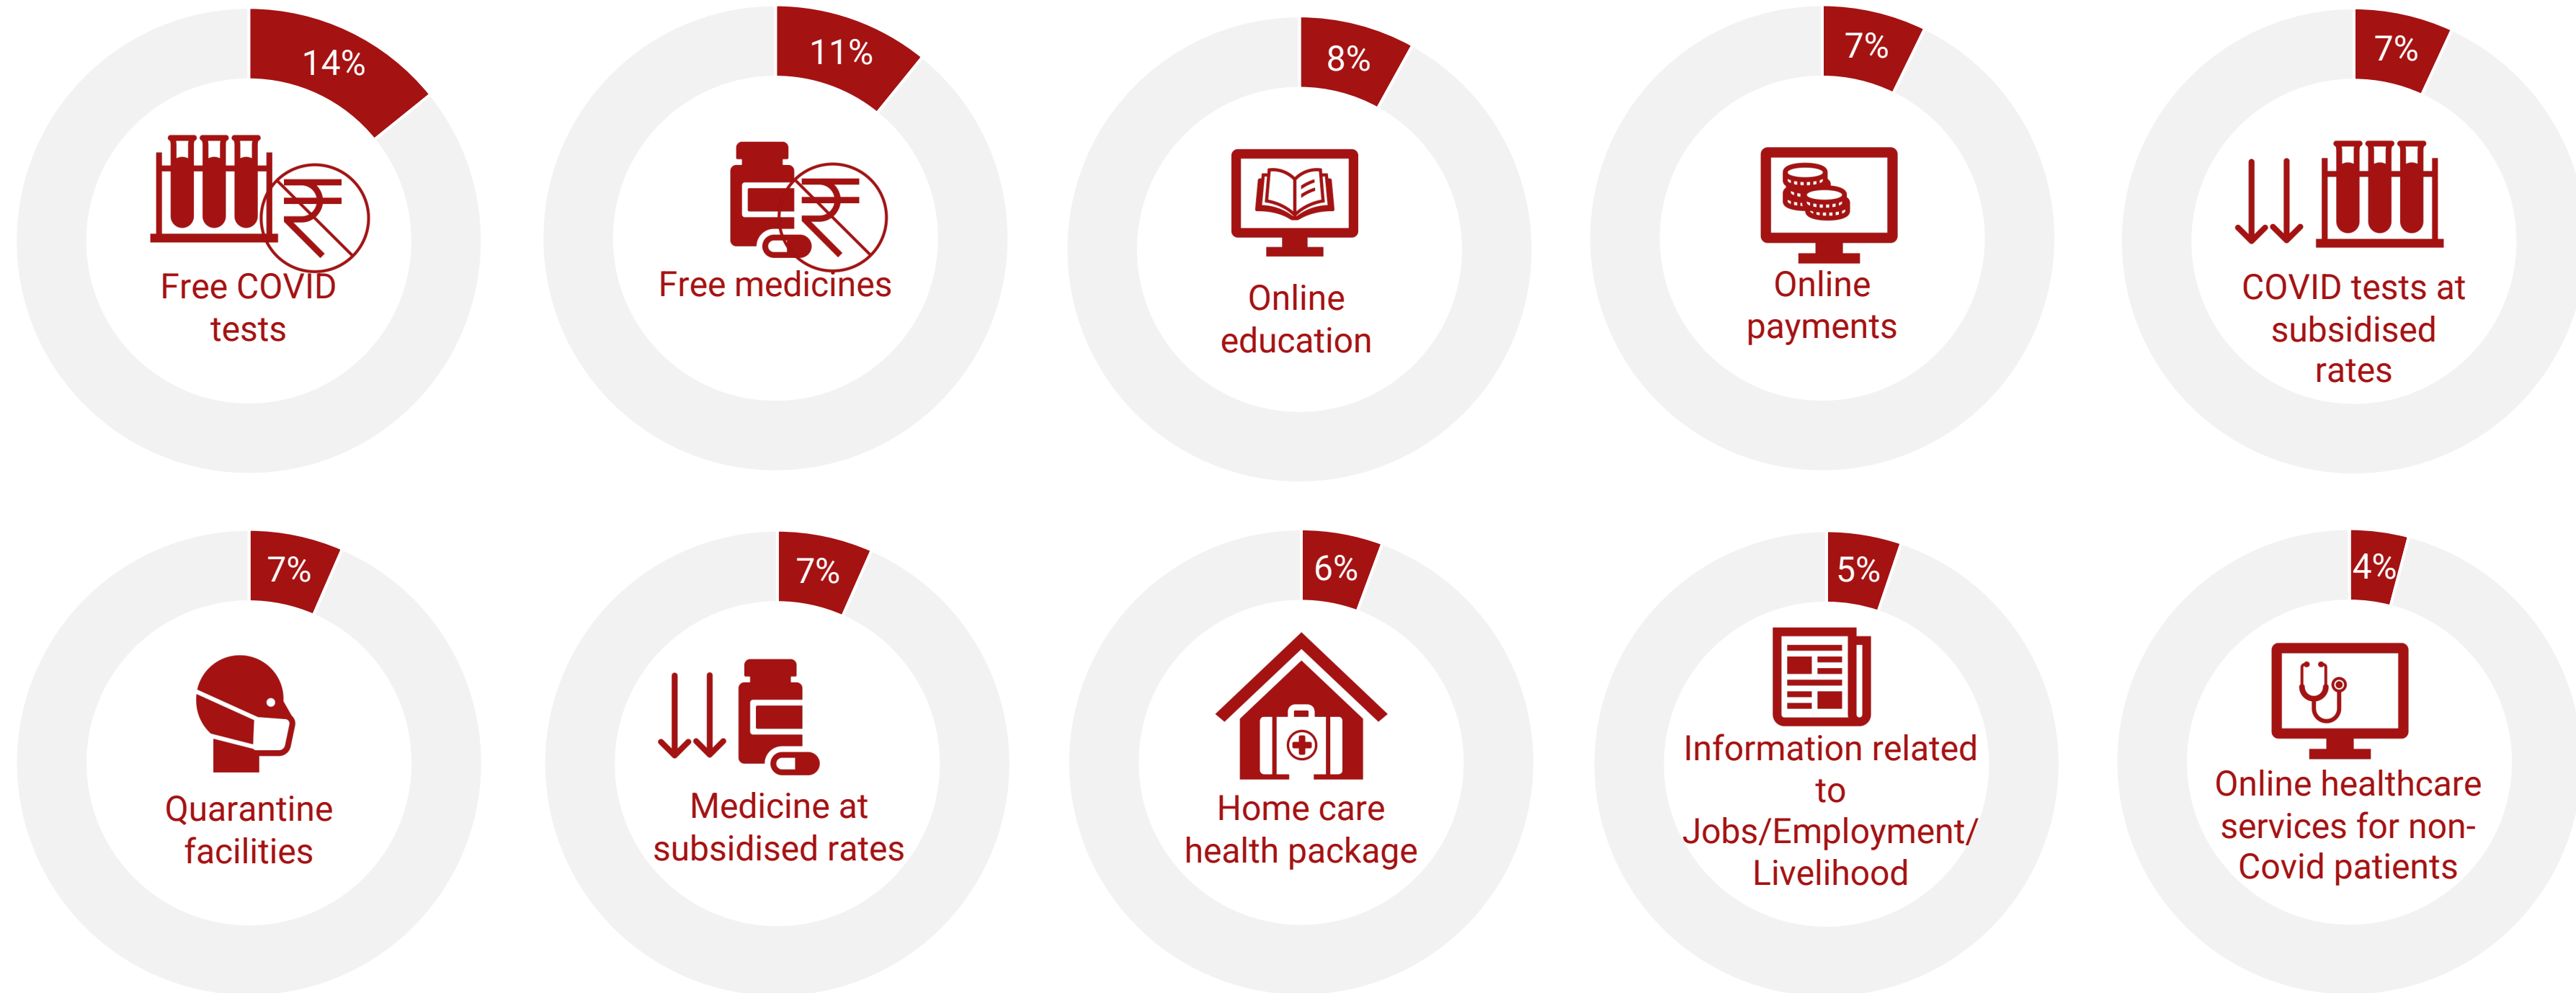 14%
Free COVID
tests
11%
Free medicines
8%
Online
education
7%
Online
payments
7%
COVID tests at
subsidised
rates
7%
Quarantine
facilities
7%
Medicine at
subsidised rates
6%
Home care
health package
5%
Information related
to
Jobs/Employment/
Livelihood
4%
Online healthcare
services for non-
Covid patients